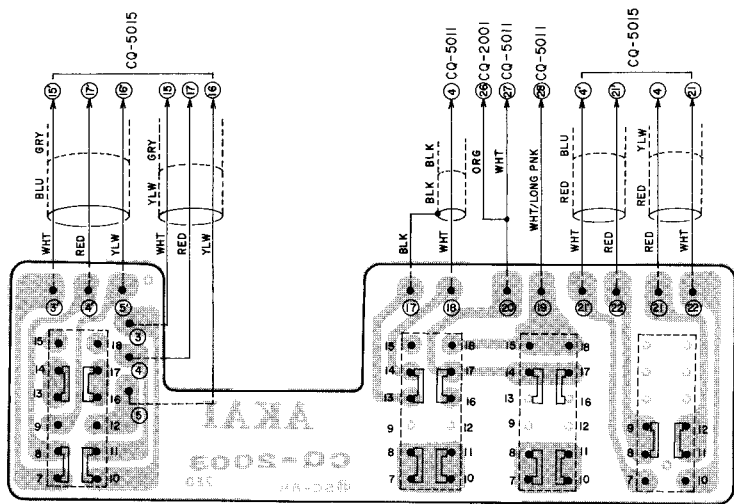 CQ-5015
15' 17' 16' 15 17 16
BLU GRY YLW GRY
WHT RED YLW WHT RED YLW
3' 4' 5'
3
4
5
15 18
14 17
13 16
9 12
8 11
7 10
CQ-5011 CQ-2001 CQ-5011 CQ-5011
4 26 27 28
BLK BLK ORG WHT WHT/LONG PNK
BLK WHT
CQ-5015
4' 21' 4 21
RED BLU RED YLW
WHT RED RED WHT
17 18 20 19 21' 22' 21 22
15 18
14 17
13 16
9 12
8 11
7 10
15 18
14 17
13 16
9 12
8 11
7 10
9 12
8 11
7 10
AKAI
CQ-2003